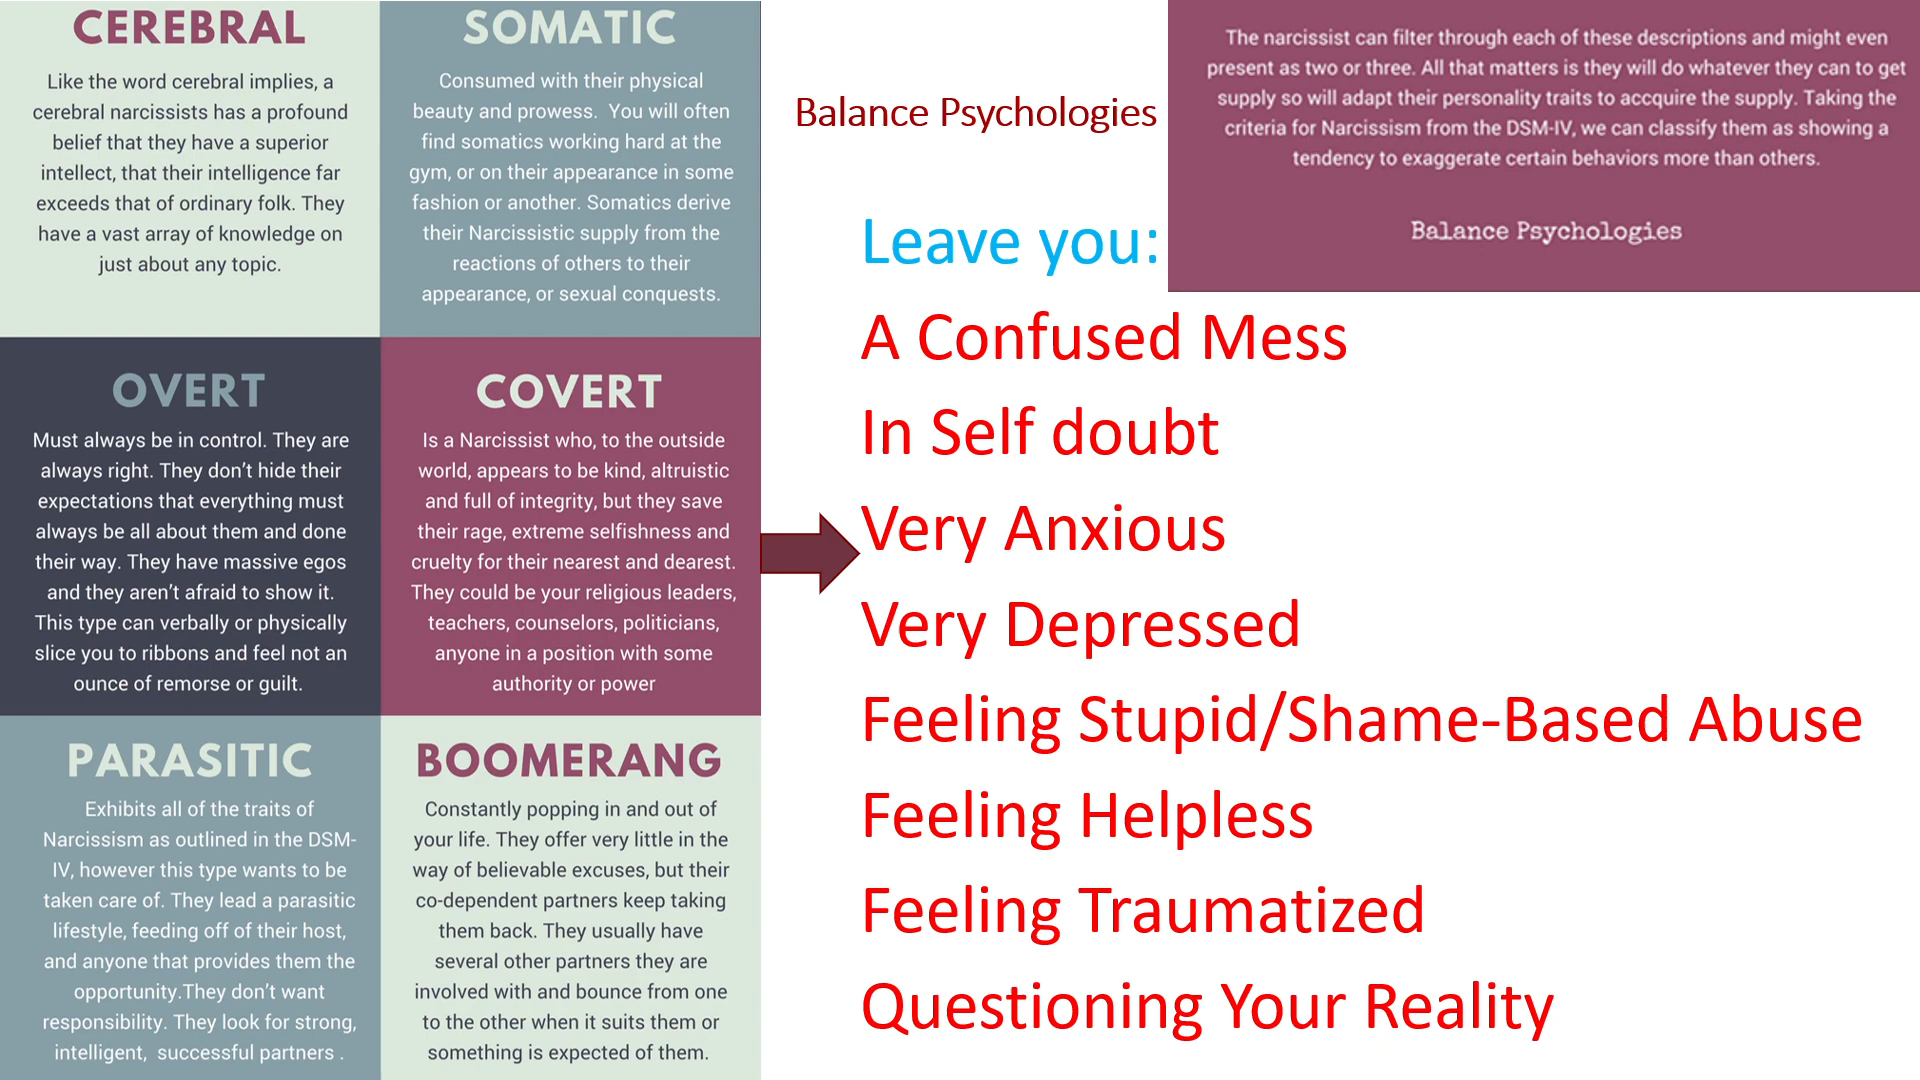 CEREBRAL
Like the word cerebral implies, a
cerebral narcissists has a profound
belief that they have a superior
intellect, that their intelligence far
exceeds that of ordinary folk. They
have a vast array of knowledge on
just about any topic.
SOMATIC
Consumed with their physical
beauty and prowess. You will often
find somatics working hard at the
gym, or on their appearance in some
fashion or another. Somatics derive
their Narcissistic supply from the
reactions of others to their
appearance, or sexual conquests.
OVERT
Must always be in control. They are
always right. They don't hide their
expectations that everything must
always be all about them and done
their way. They have massive egos
and they aren't afraid to show it.
This type can verbally or physically
slice you to ribbons and feel not an
ounce of remorse or guilt.
COVERT
Is a Narcissist who, to the outside
world, appears to be kind, altruistic
and full of integrity, but they save
their rage, extreme selfishness and
cruelty for their nearest and dearest.
They could be your religious leaders,
teachers, counselors, politicians,
anyone in a position with some
authority or power
PARASITIC
Exhibits all of the traits of
Narcissism as outlined in the DSM-
IV, however this type wants to be
taken care of. They lead a parasitic
lifestyle, feeding off of their host,
and anyone that provides them the
opportunity.They don't want
responsibility. They look for strong,
intelligent, successful partners .
BOOMERANG
Constantly popping in and out of
your life. They offer very little in the
way of believable excuses, but their
co-dependent partners keep taking
them back. They usually have
several other partners they are
involved with and bounce from one
to the other when it suits them or
something is expected of them.
Balance Psychologies
The narcissist can filter through each of these descriptions and might even
present as two or three. All that matters is they will do whatever they can to get
supply so will adapt their personality traits to accquire the supply. Taking the
criteria for Narcissism from the DSM-IV, we can classify them as showing a
tendency to exaggerate certain behaviors more than others.
Balance Psychologies
Leave you:
A Confused Mess
In Self doubt
Very Anxious
Very Depressed
Feeling Stupid/Shame-Based Abuse
Feeling Helpless
Feeling Traumatized
Questioning Your Reality